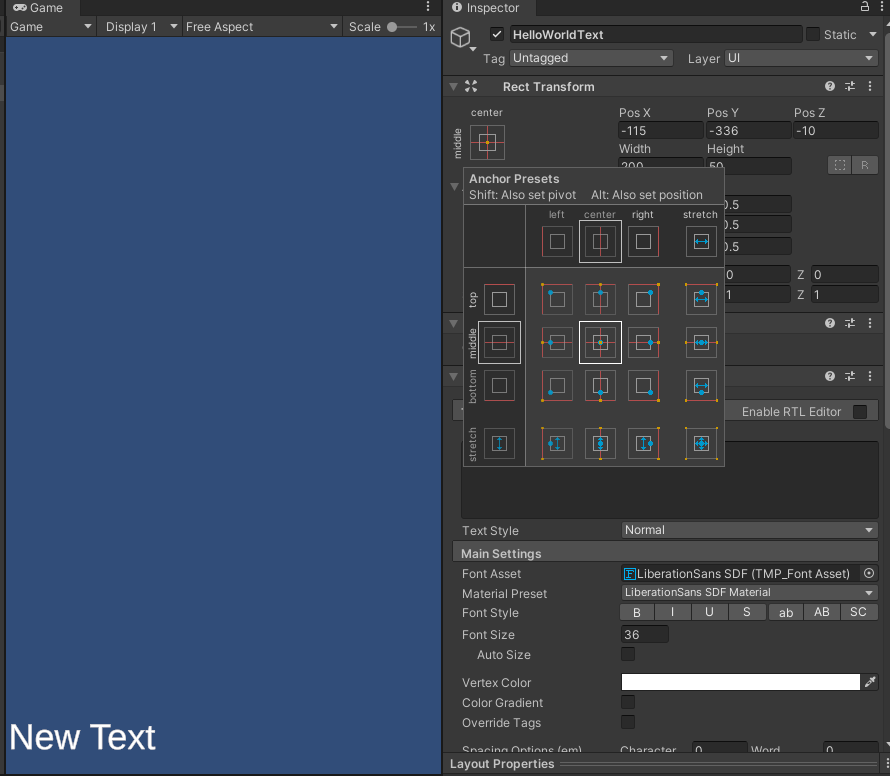 Game
Game Display 1 Free Aspect Scale 1x
New Text
Inspector
HelloWorldText Static
Tag Untagged Layer UI
Rect Transform
center
middle
Pos X Pos Y Pos Z
-115 -336 -10
Width Height
200 50
R
Anchor Presets
Shift: Also set pivot Alt: Also set position
left center right stretch
top
middle
bottom
stretch
0.5
0.5
0.5
0 Z 0
1 Z 1
Enable RTL Editor
Text Style Normal
Main Settings
Font Asset LiberationSans SDF (TMP_Font Asset)
Material Preset LiberationSans SDF Material
Font Style B I U S ab AB SC
Font Size 36
Auto Size
Vertex Color
Color Gradient
Override Tags
Spacing Options (em) Character 0 Word 0
Layout Properties